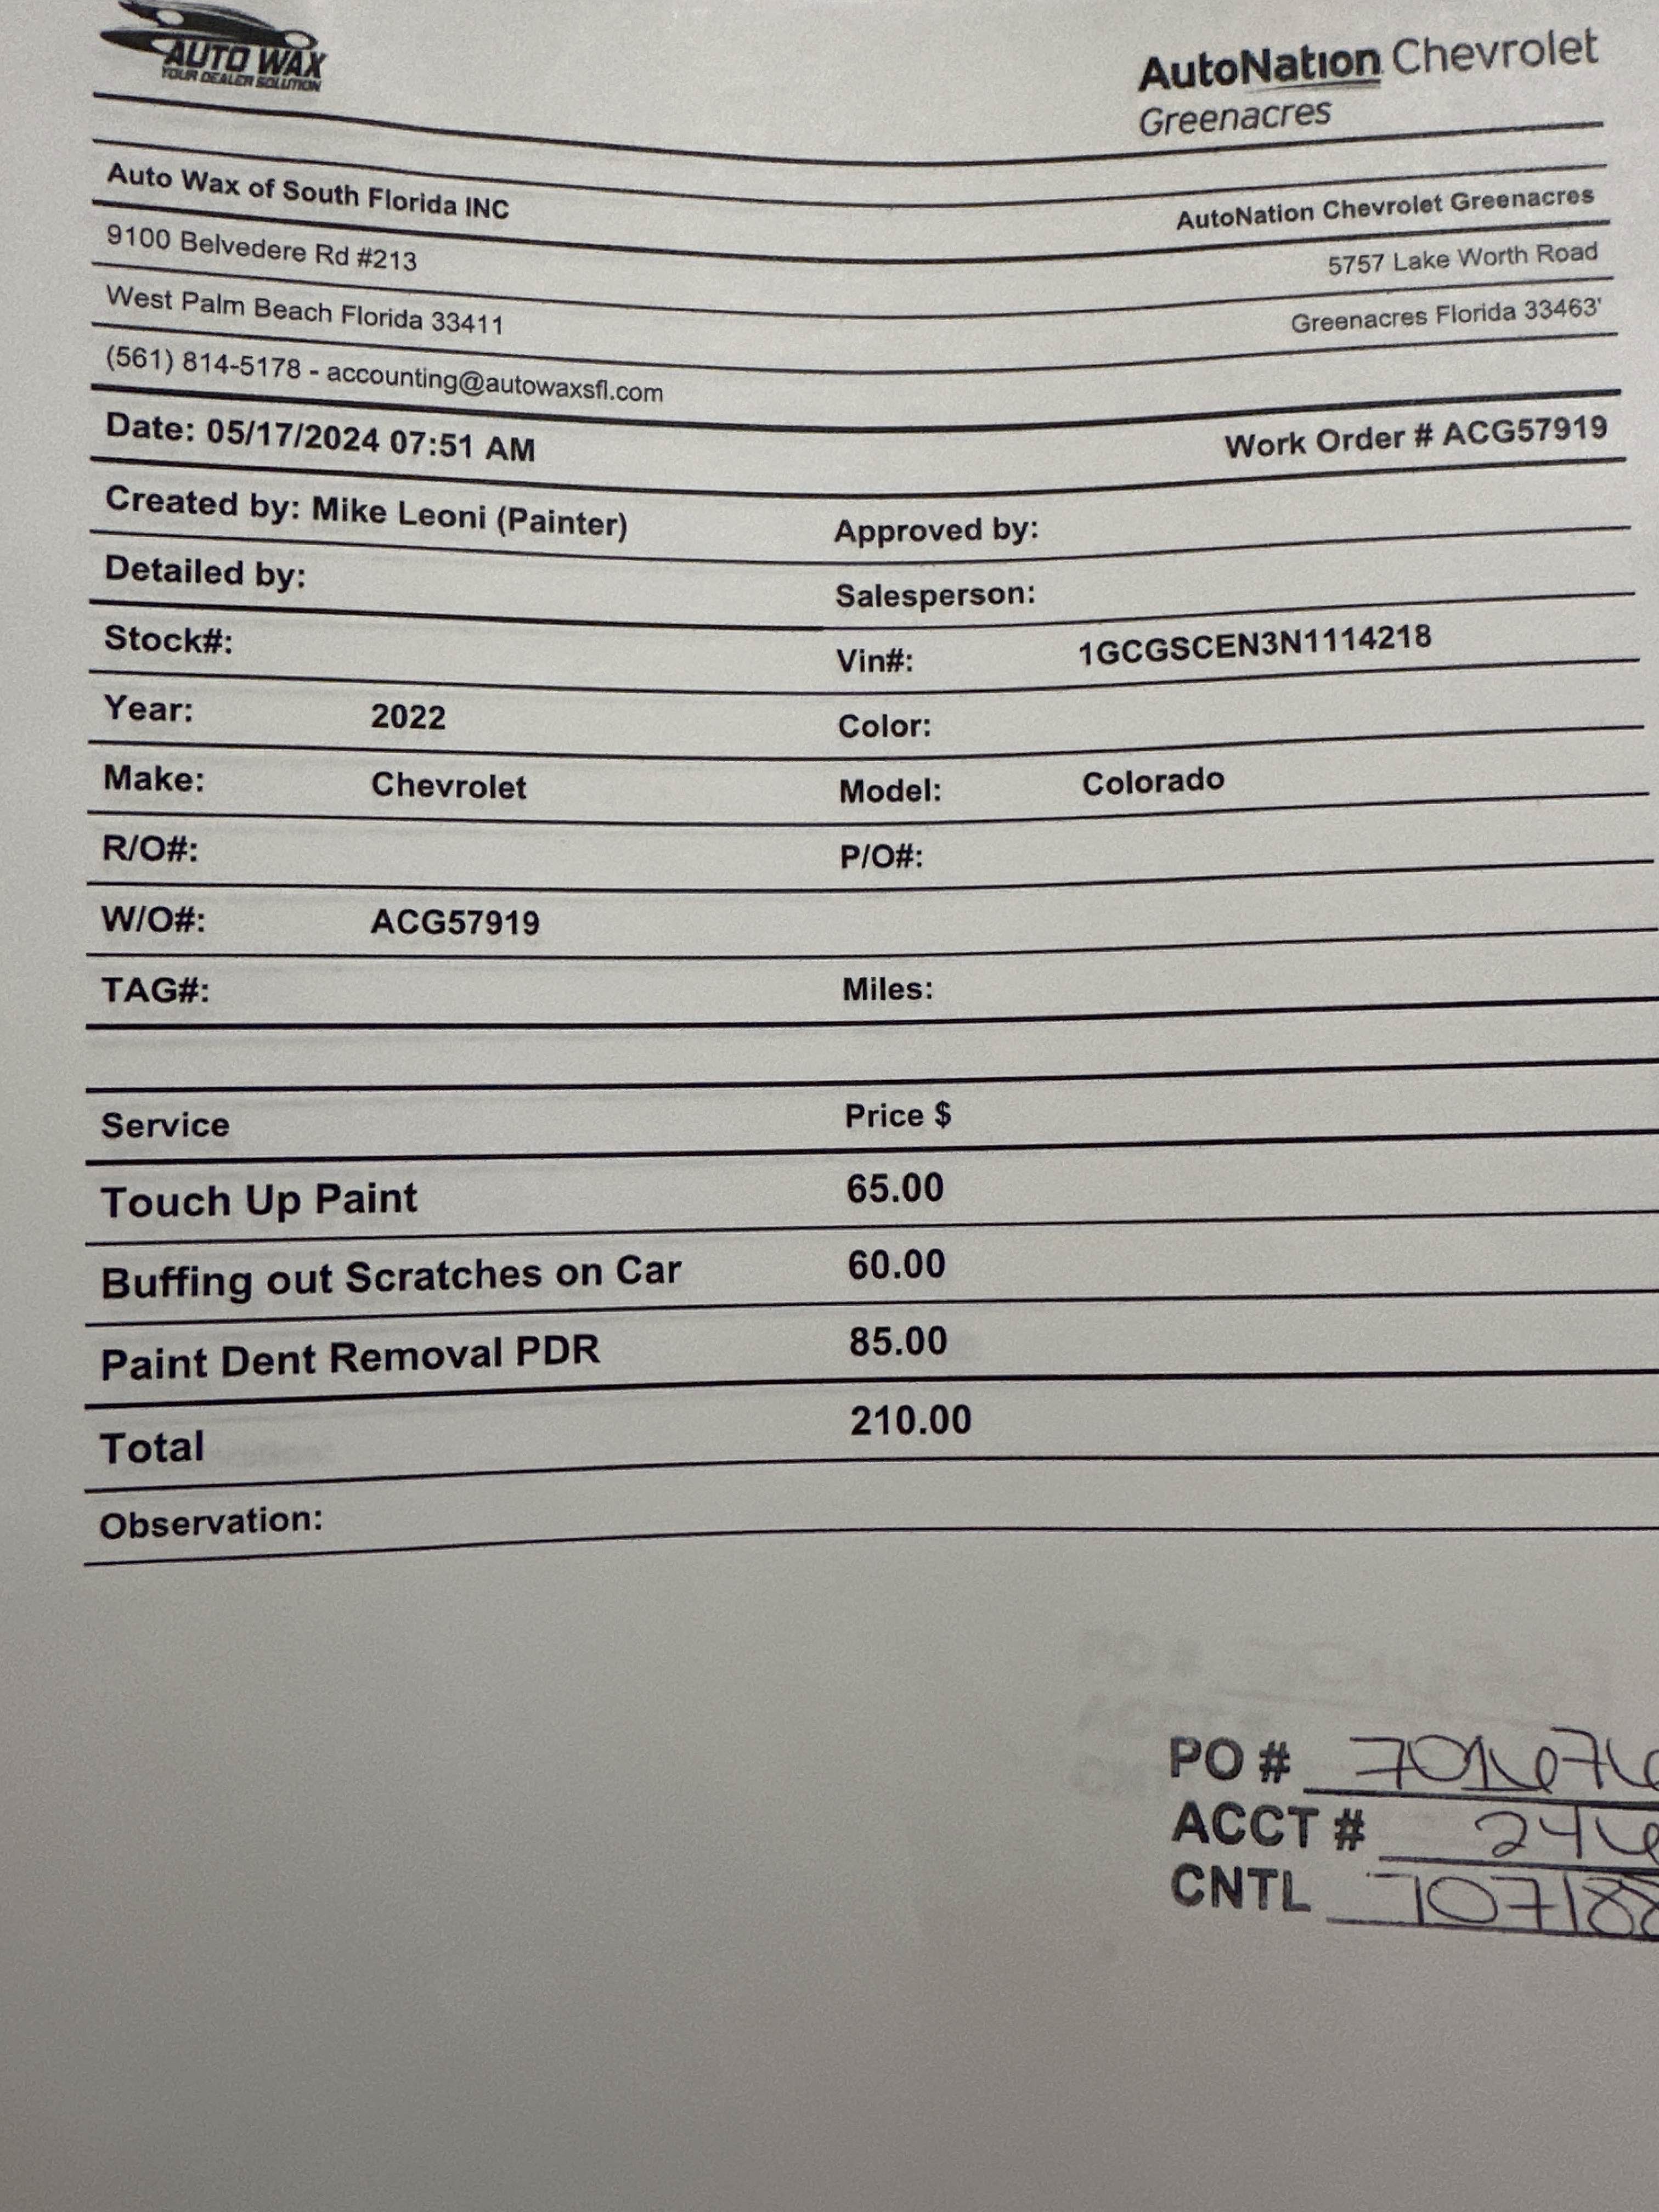 AUTO WAX
YOUR DEALER SOLUTION
AutoNation Chevrolet
Greenacres
Auto Wax of South Florida INC
AutoNation Chevrolet Greenacres
9100 Belvedere Rd #213
5757 Lake Worth Road
West Palm Beach Florida 33411
Greenacres Florida 33463'
(561) 814-5178 - accounting@autowaxsfl.com
Date: 05/17/2024 07:51 AM
Work Order # ACG57919
Created by: Mike Leoni (Painter)
Approved by:
Detailed by:
Salesperson:
Stock#:
Vin#: 1GCGSCEN3N1114218
Year: 2022
Color:
Make: Chevrolet
Model: Colorado
R/O#:
P/O#:
W/O#: ACG57919
TAG#:
Miles:
Service Price $
Touch Up Paint 65.00
Buffing out Scratches on Car 60.00
Paint Dent Removal PDR 85.00
Total 210.00
Observation:
PO #
ACCT #
CNTL